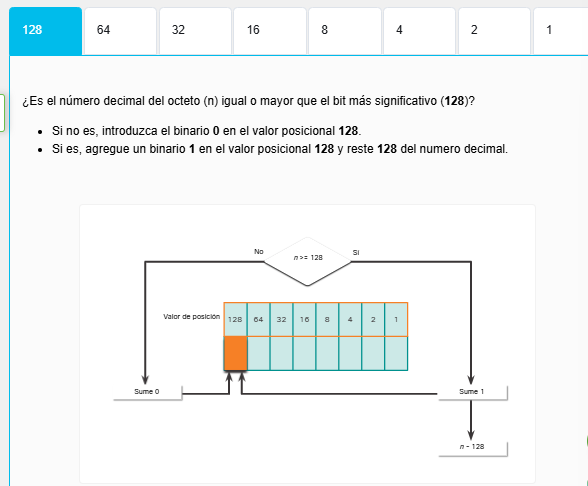 128 64 32 16 8 4 2 1
¿Es el número decimal del octeto (n) igual o mayor que el bit más significativo (128)?
• Si no es, introduzca el binario 0 en el valor posicional 128.
• Si es, agregue un binario 1 en el valor posicional 128 y reste 128 del numero decimal.
No n >= 128 Sí
Valor de posición 128 64 32 16 8 4 2 1
Sume 0 Sume 1
n - 128